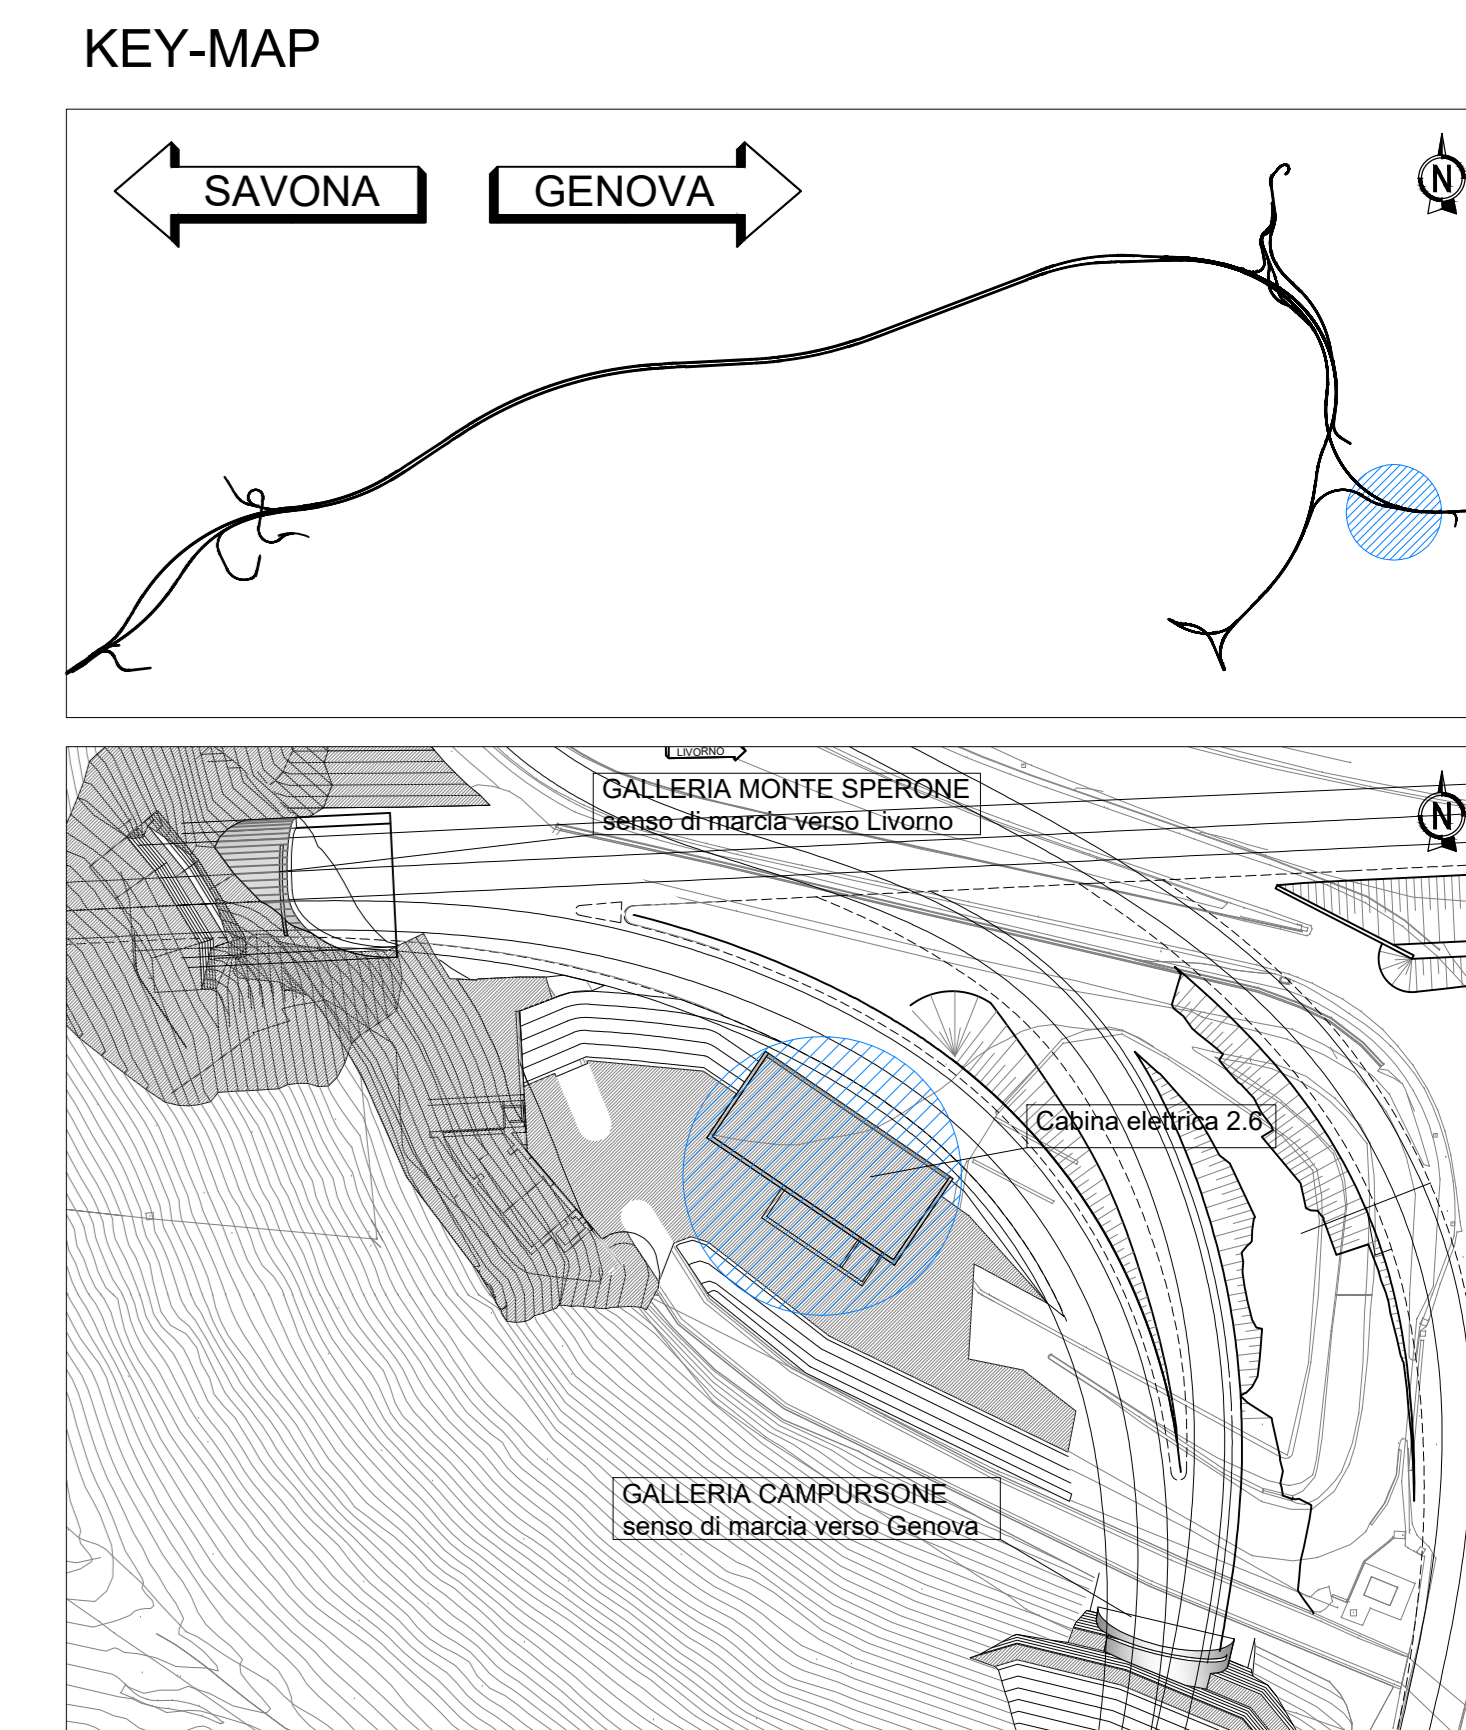 KEY-MAP
SAVONA
GENOVA
N
LIVORNO
GALLERIA MONTE SPERONE
senso di marcia verso Livorno
N
Cabina elettrica 2.6
GALLERIA CAMPURSONE
senso di marcia verso Genova